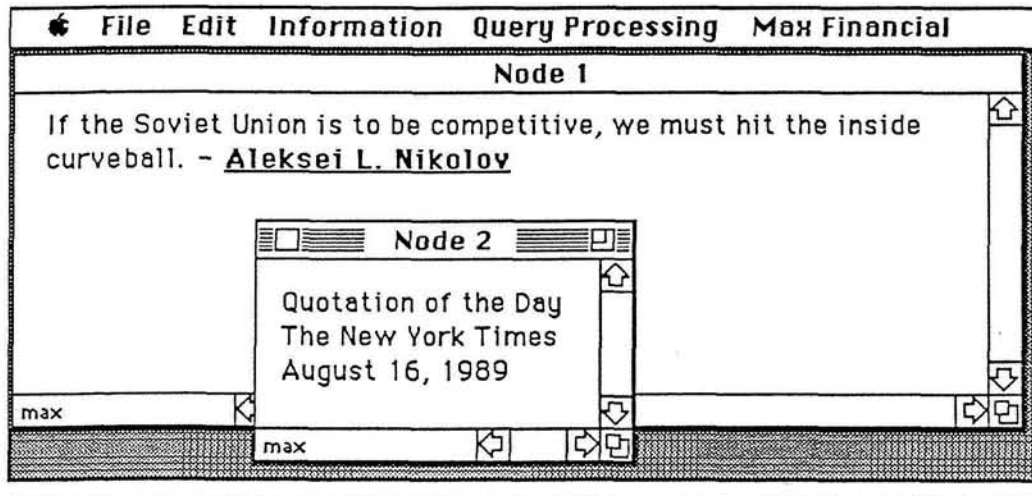 File Edit Information Query Processing Max Financial
Node 1
If the Soviet Union is to be competitive, we must hit the inside
curveball. - Aleksei L. Nikolov
Node 2
Quotation of the Day
The New York Times
August 16, 1989
max
max